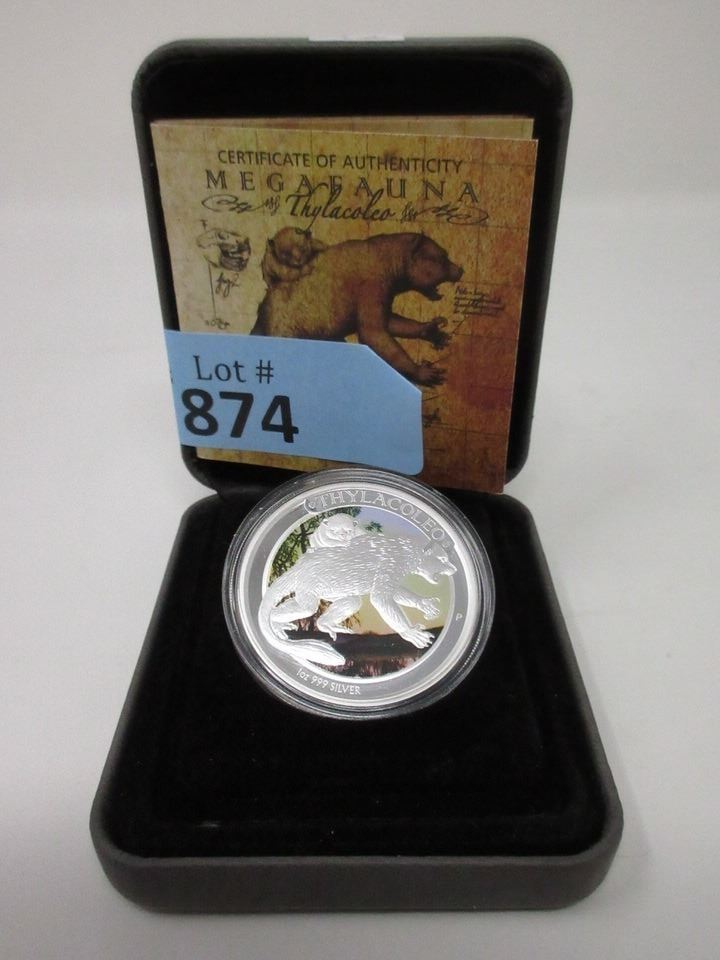 CERTIFICATE OF AUTHENTICITY
MEGAFAUNA
Thylacoleo
Lot #
874
THYLACOLEO
P
1oz 999 SILVER